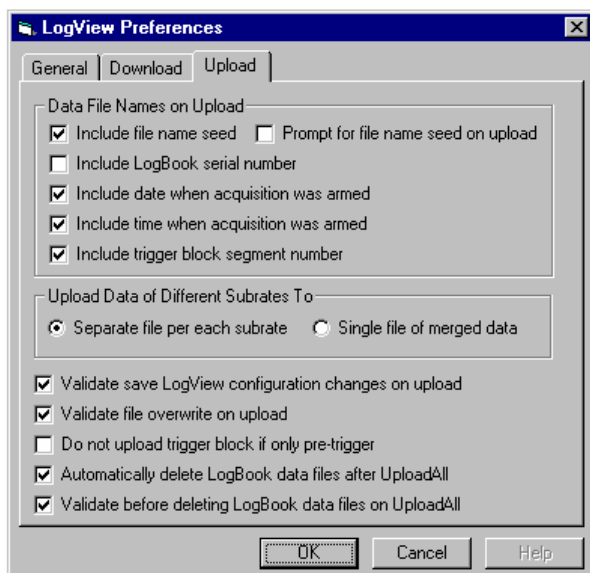 LogView Preferences
General Download Upload
Data File Names on Upload
Include file name seed Prompt for file name seed on upload
Include LogBook serial number
Include date when acquisition was armed
Include time when acquisition was armed
Include trigger block segment number
Upload Data of Different Subrates To
Separate file per each subrate Single file of merged data
Validate save LogView configuration changes on upload
Validate file overwrite on upload
Do not upload trigger block if only pre-trigger
Automatically delete LogBook data files after UploadAll
Validate before deleting LogBook data files on UploadAll
OK Cancel Help